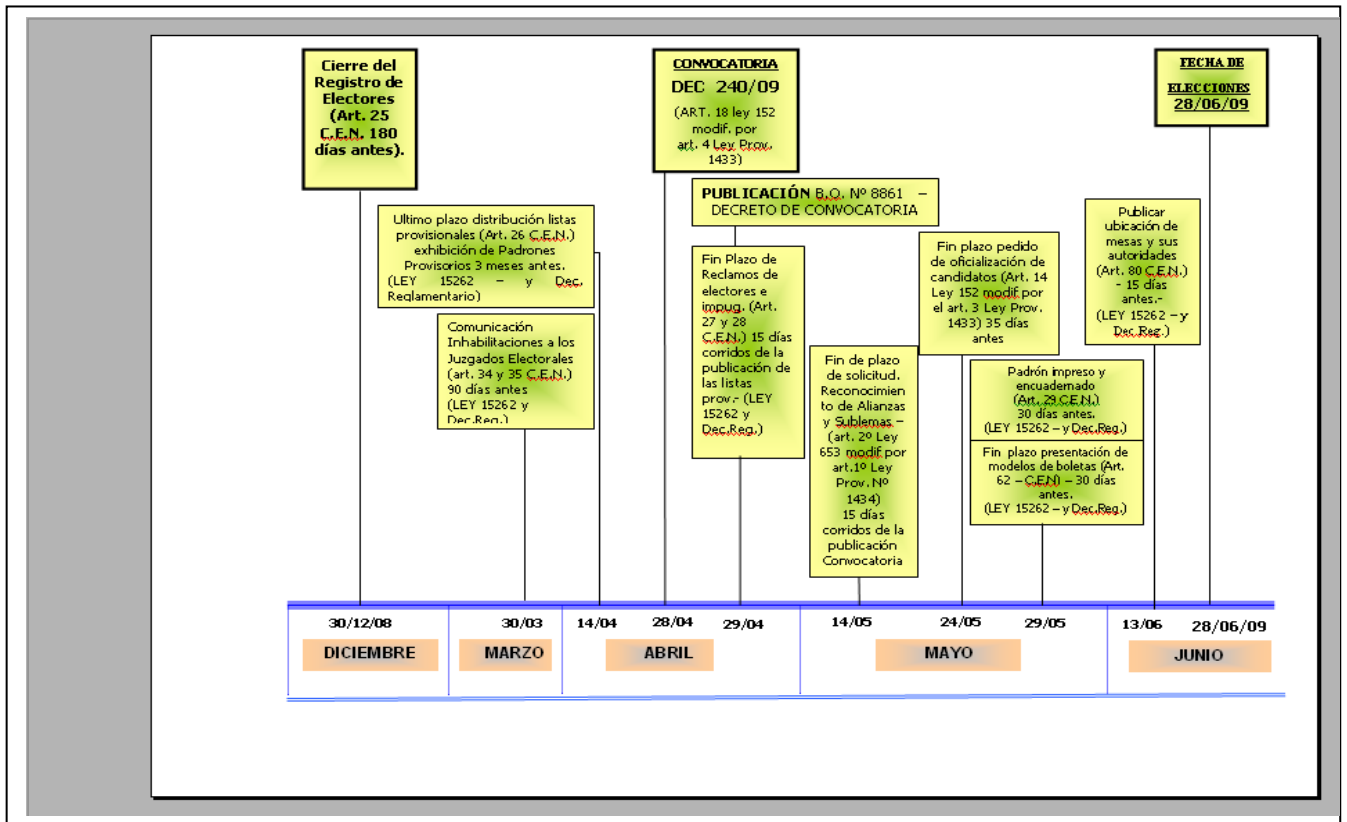 Cierre del
Registro de
Electores
(Art. 25
C.E.N. 180
días antes).
CONVOCATORIA
DEC 240/09
(ART. 18 ley 152
modif. por
art. 4 Ley Prov.
1433)
FECHA DE
ELECCIONES
28/06/09
PUBLICACIÓN B.O. Nº 8861 –
DECRETO DE CONVOCATORIA
Ultimo plazo distribución listas
provisionales (Art. 26 C.E.N.)
exhibición de Padrones
Provisorios 3 meses antes.
(LEY 15262 – y Dec.
Reglamentario)
Comunicación
Inhabilitaciones a los
Juzgados Electorales
(art. 34 y 35 C.E.N.)
90 días antes
(LEY 15262 y
Dec.Reg.)
Fin Plazo de
Reclamos de
electores e
impug. (Art.
27 y 28
C.E.N.) 15 días
corridos de la
publicación de
las listas
prov.- (LEY
15262 y
Dec.Reg.)
Fin de plazo
de solicitud.
Reconocimien
to de Alianzas
y Sublemas –
(art. 2º Ley
653 modif por
art.1º Ley
Prov. Nº
1434)
15 días
corridos de la
publicación
Convocatoria
Fin plazo pedido
de oficialización de
candidatos (Art. 14
Ley 152 modif por
el art. 3 Ley Prov.
1433) 35 días
antes
Padrón impreso y
encuadernado
(Art. 29 C.E.N.)
30 días antes.
(LEY 15262 – y Dec.Reg.)
Fin plazo presentación de
modelos de boletas (Art.
62 – C.E.N) – 30 días
antes.
(LEY 15262 – y Dec.Reg.)
Publicar
ubicación de
mesas y sus
autoridades
(Art. 80 C.E.N.)
- 15 días
antes.-
(LEY 15262 – y
Dec.Reg.)
30/12/08 30/03 14/04 28/04 29/04 14/05 24/05 29/05 13/06 28/06/09
DICIEMBRE MARZO ABRIL MAYO JUNIO